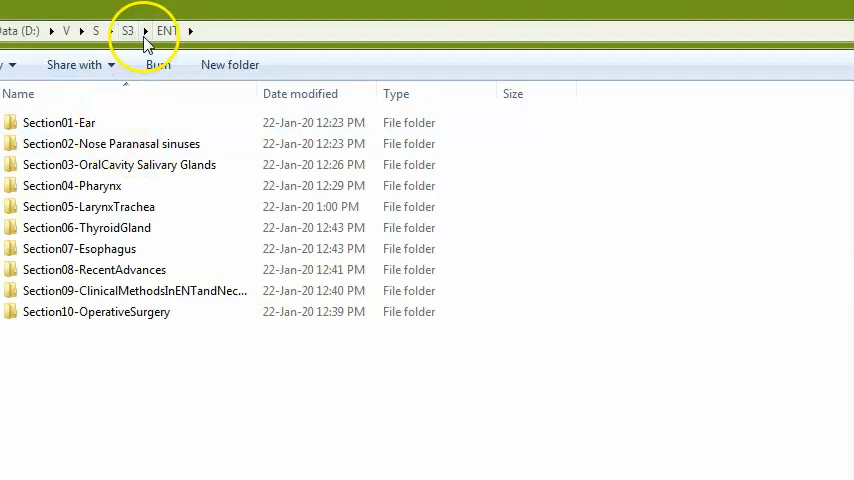 ata (D:) V S S3 ENT
y Share with Burn New folder
Name Date modified Type Size
Section01-Ear 22-Jan-20 12:23 PM File folder
Section02-Nose Paranasal sinuses 22-Jan-20 12:23 PM File folder
Section03-OralCavity Salivary Glands 22-Jan-20 12:26 PM File folder
Section04-Pharynx 22-Jan-20 12:29 PM File folder
Section05-LarynxTrachea 22-Jan-20 1:00 PM File folder
Section06-ThyroidGland 22-Jan-20 12:43 PM File folder
Section07-Esophagus 22-Jan-20 12:43 PM File folder
Section08-RecentAdvances 22-Jan-20 12:41 PM File folder
Section09-ClinicalMethodsInENTandNec... 22-Jan-20 12:40 PM File folder
Section10-OperativeSurgery 22-Jan-20 12:39 PM File folder